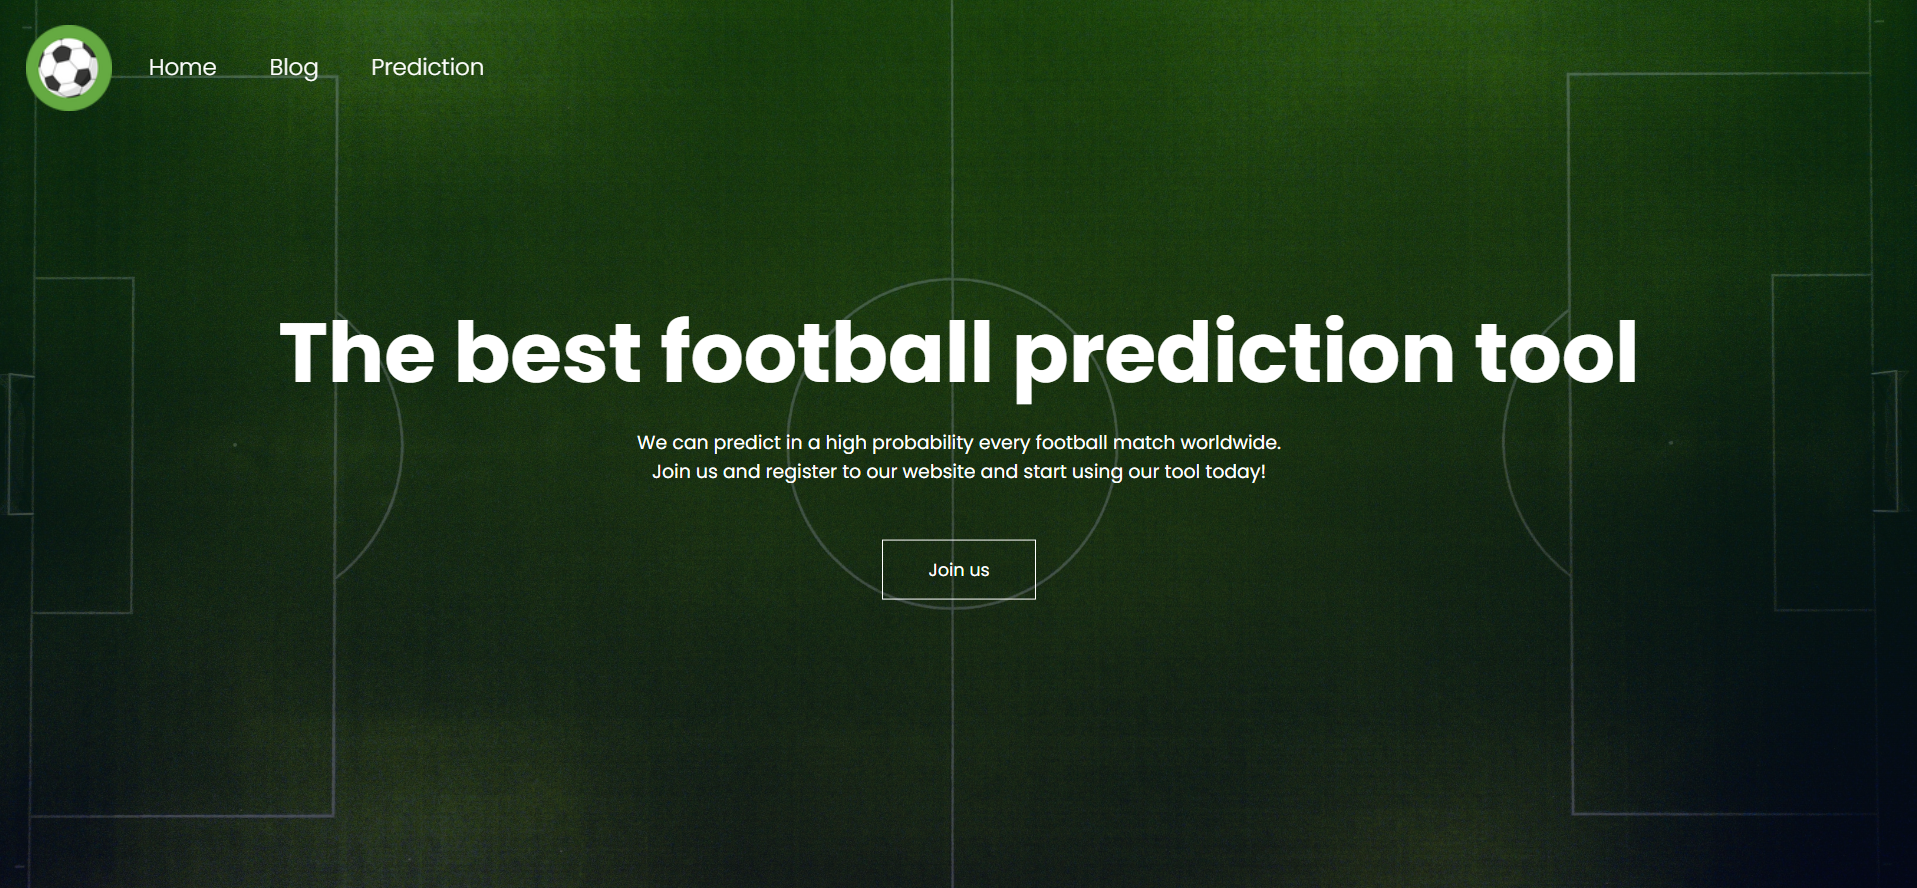 Home
Blog
Prediction
The best football prediction tool
We can predict in a high probability every football match worldwide.
Join us and register to our website and start using our tool today!
Join us